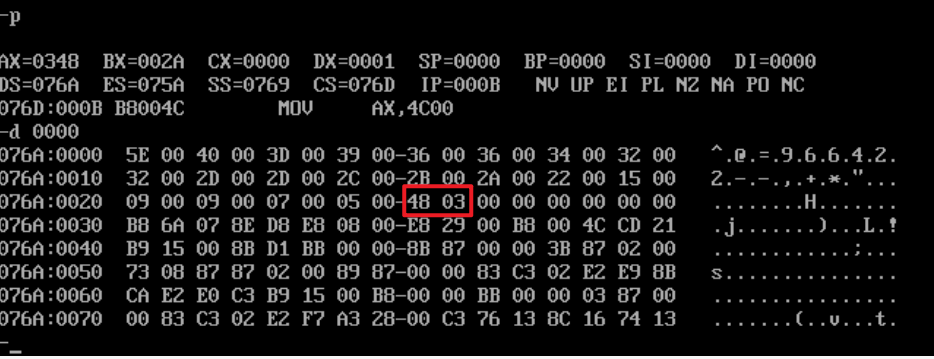 -p
AX=0348 BX=002A CX=0000 DX=0001 SP=0000 BP=0000 SI=0000 DI=0000
DS=076A ES=075A SS=0769 CS=076D IP=000B NV UP EI PL NZ NA PO NC
076D:000B B8004C MOV AX,4C00
-d 0000
076A:0000 5E 00 40 00 3D 00 39 00-36 00 36 00 34 00 32 00 ^.@.=.9.6.6.4.2.
076A:0010 32 00 2D 00 2D 00 2C 00-2B 00 2A 00 22 00 15 00 2.-.-.,.+.*."...
076A:0020 09 00 09 00 07 00 05 00-48 03 00 00 00 00 00 00 ........H.......
076A:0030 B8 6A 07 8E D8 E8 08 00-E8 29 00 B8 00 4C CD 21 .j.......)...L.!
076A:0040 B9 15 00 8B D1 BB 00 00-8B 87 00 00 3B 87 02 00 ............;...
076A:0050 73 08 87 87 02 00 89 87-00 00 83 C3 02 E2 E9 8B s...............
076A:0060 CA E2 E0 C3 B9 15 00 B8-00 00 BB 00 00 03 87 00 ................
076A:0070 00 83 C3 02 E2 F7 A3 28-00 C3 76 13 8C 16 74 13 .......(..v...t.
-_